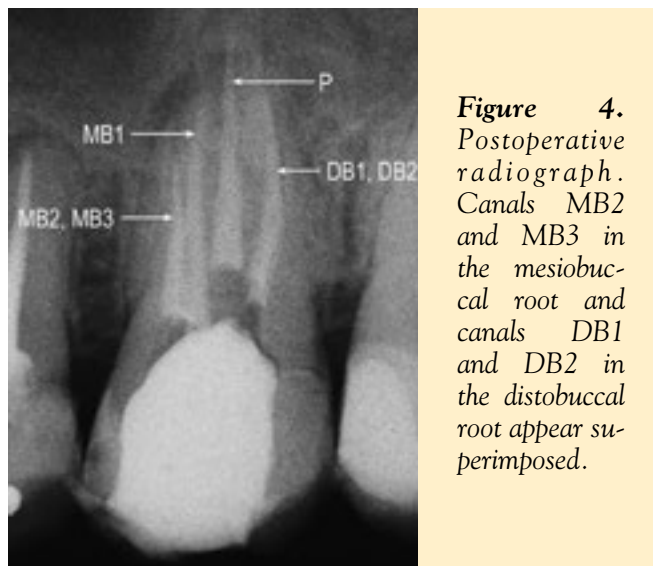 P
MB1
DB1, DB2
MB2, MB3
Figure 4.
Postoperative
radiograph.
Canals MB2
and MB3 in
the mesiobuc-
cal root and
canals DB1
and DB2 in
the distobuccal
root appear su-
perimposed.